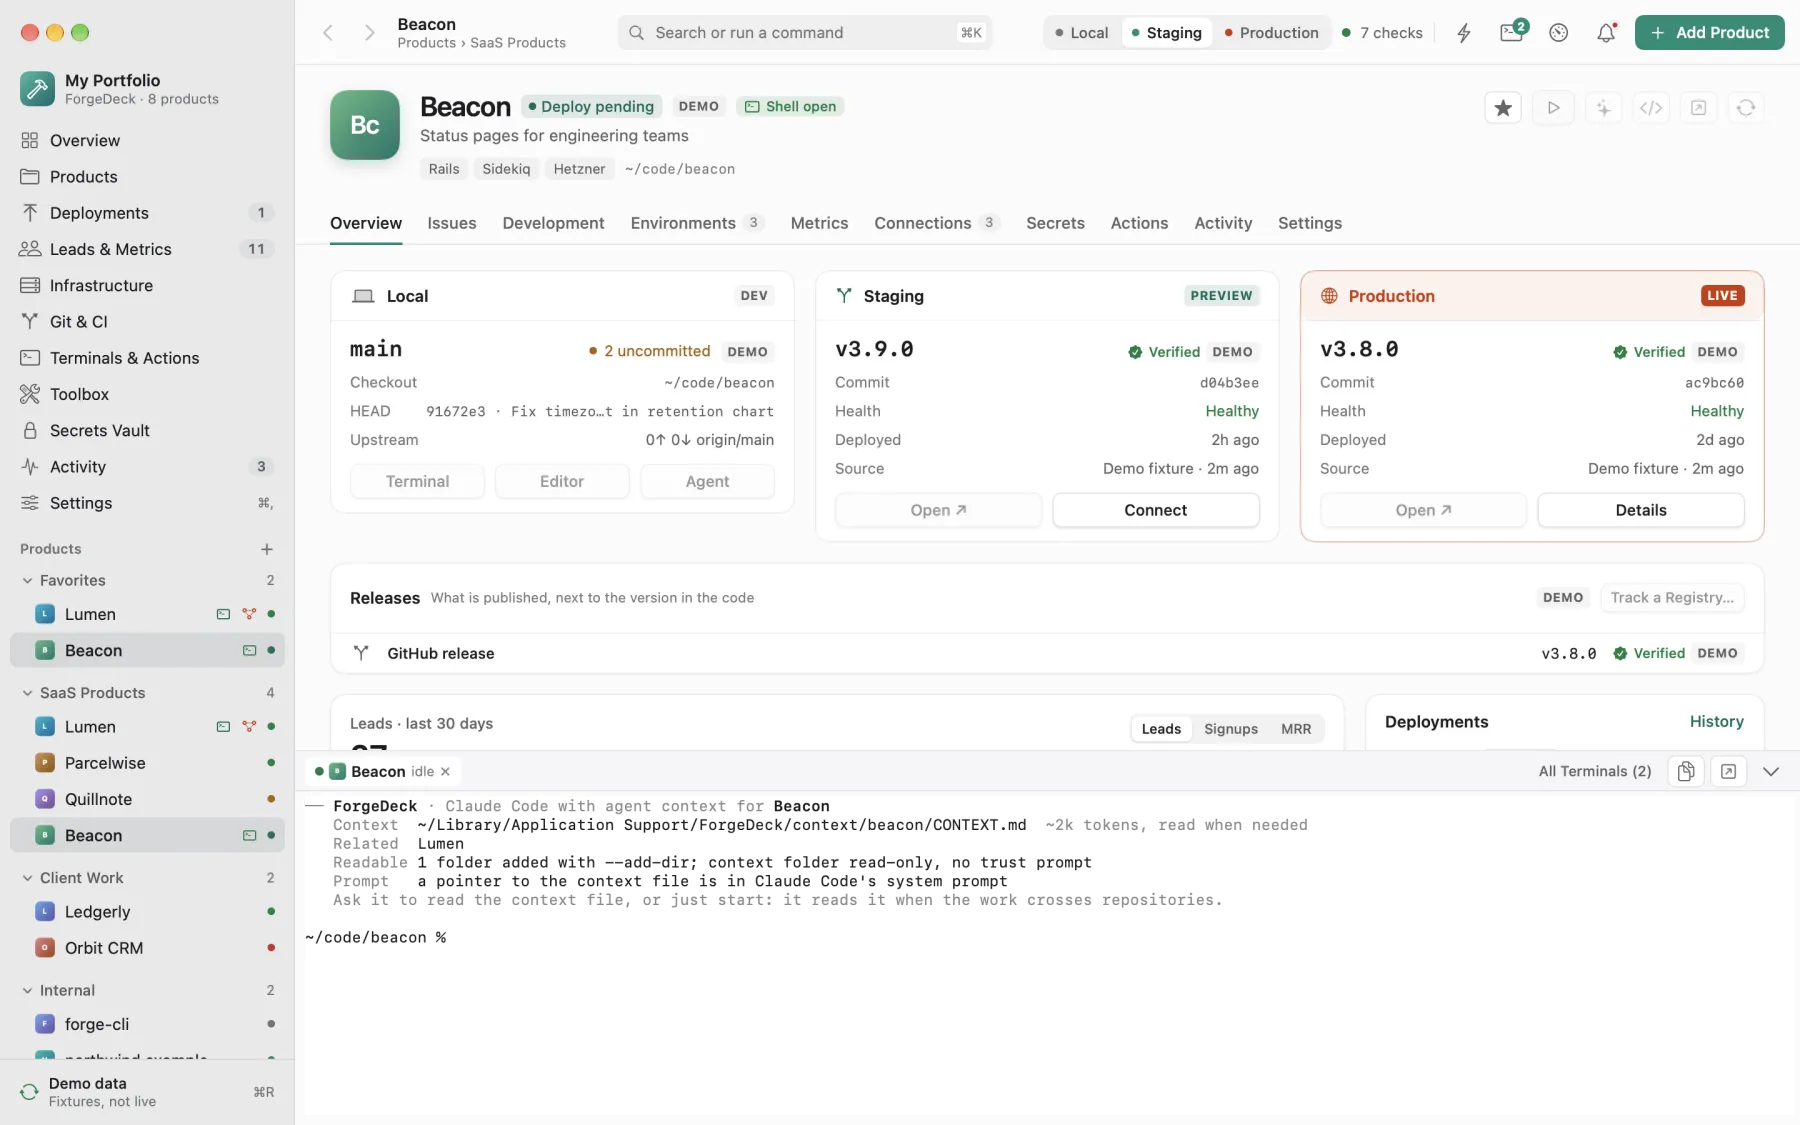 My Portfolio
ForgeDeck · 8 products
Overview
Products
Deployments 1
Leads & Metrics 11
Infrastructure
Git & CI
Terminals & Actions
Toolbox
Secrets Vault
Activity 3
Settings ⌘,
Products +
Favorites 2
L Lumen
B Beacon
SaaS Products 4
L Lumen
P Parcelwise
Q Quillnote
B Beacon
Client Work 2
L Ledgerly
O Orbit CRM
Internal 2
F forge-cli
Demo data ⌘R
Fixtures, not live
Beacon
Products › SaaS Products
Search or run a command ⌘K
Local Staging Production 7 checks 2 + Add Product
Bc
Beacon Deploy pending DEMO Shell open
Status pages for engineering teams
Rails Sidekiq Hetzner ~/code/beacon
Overview Issues Development Environments 3 Metrics Connections 3 Secrets Actions Activity Settings
Local DEV
main 2 uncommitted DEMO
Checkout ~/code/beacon
HEAD 91672e3 · Fix timezo…t in retention chart
Upstream 0↑ 0↓ origin/main
Terminal Editor Agent
Staging PREVIEW
v3.9.0 Verified DEMO
Commit d04b3ee
Health Healthy
Deployed 2h ago
Source Demo fixture · 2m ago
Open ↗ Connect
Production LIVE
v3.8.0 Verified DEMO
Commit ac9bc60
Health Healthy
Deployed 2d ago
Source Demo fixture · 2m ago
Open ↗ Details
Releases What is published, next to the version in the code DEMO Track a Registry…
GitHub release v3.8.0 Verified DEMO
Leads · last 30 days Leads Signups MRR
Deployments History
B Beacon idle × All Terminals (2)
— ForgeDeck · Claude Code with agent context for Beacon
Context ~/Library/Application Support/ForgeDeck/context/beacon/CONTEXT.md ~2k tokens, read when needed
Related Lumen
Readable 1 folder added with --add-dir; context folder read-only, no trust prompt
Prompt a pointer to the context file is in Claude Code's system prompt
Ask it to read the context file, or just start: it reads it when the work crosses repositories.
~/code/beacon %